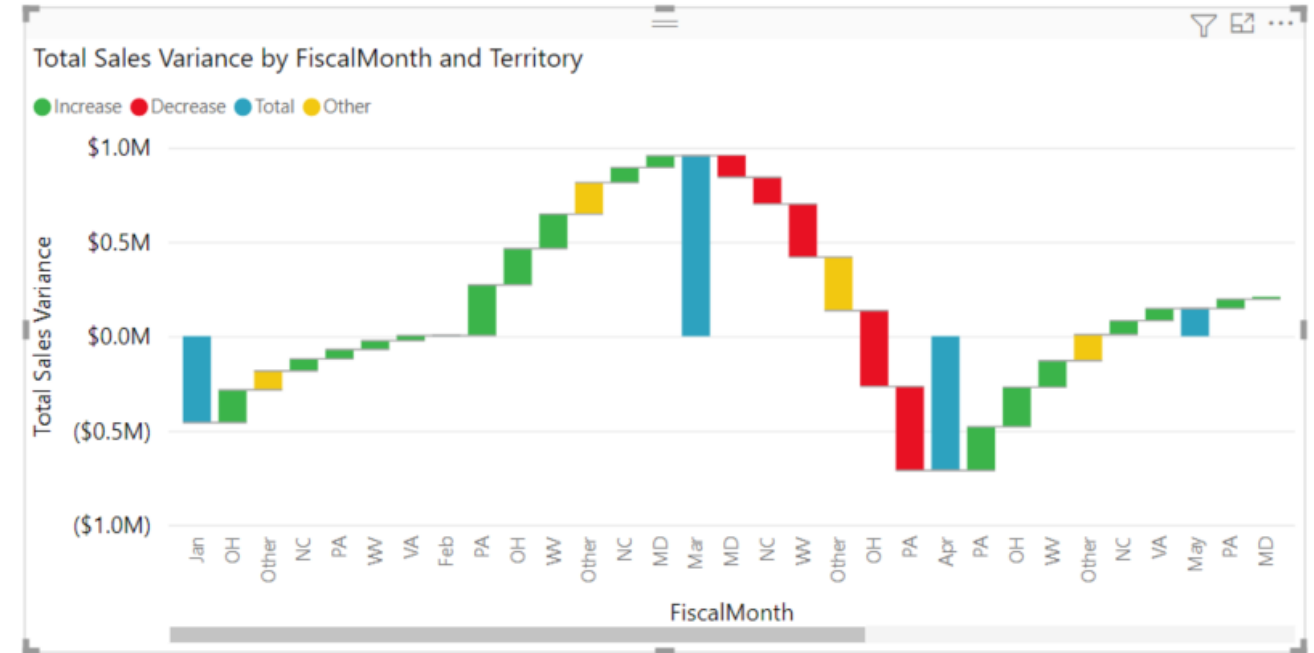 Total Sales Variance by FiscalMonth and Territory
Increase Decrease Total Other
Total Sales Variance
$1.0M
$0.5M
$0.0M
($0.5M)
($1.0M)
Jan OH Other NC PA WV VA Feb PA OH WV Other NC MD Mar MD NC WV Other OH PA Apr PA OH WV Other NC VA May PA MD
FiscalMonth